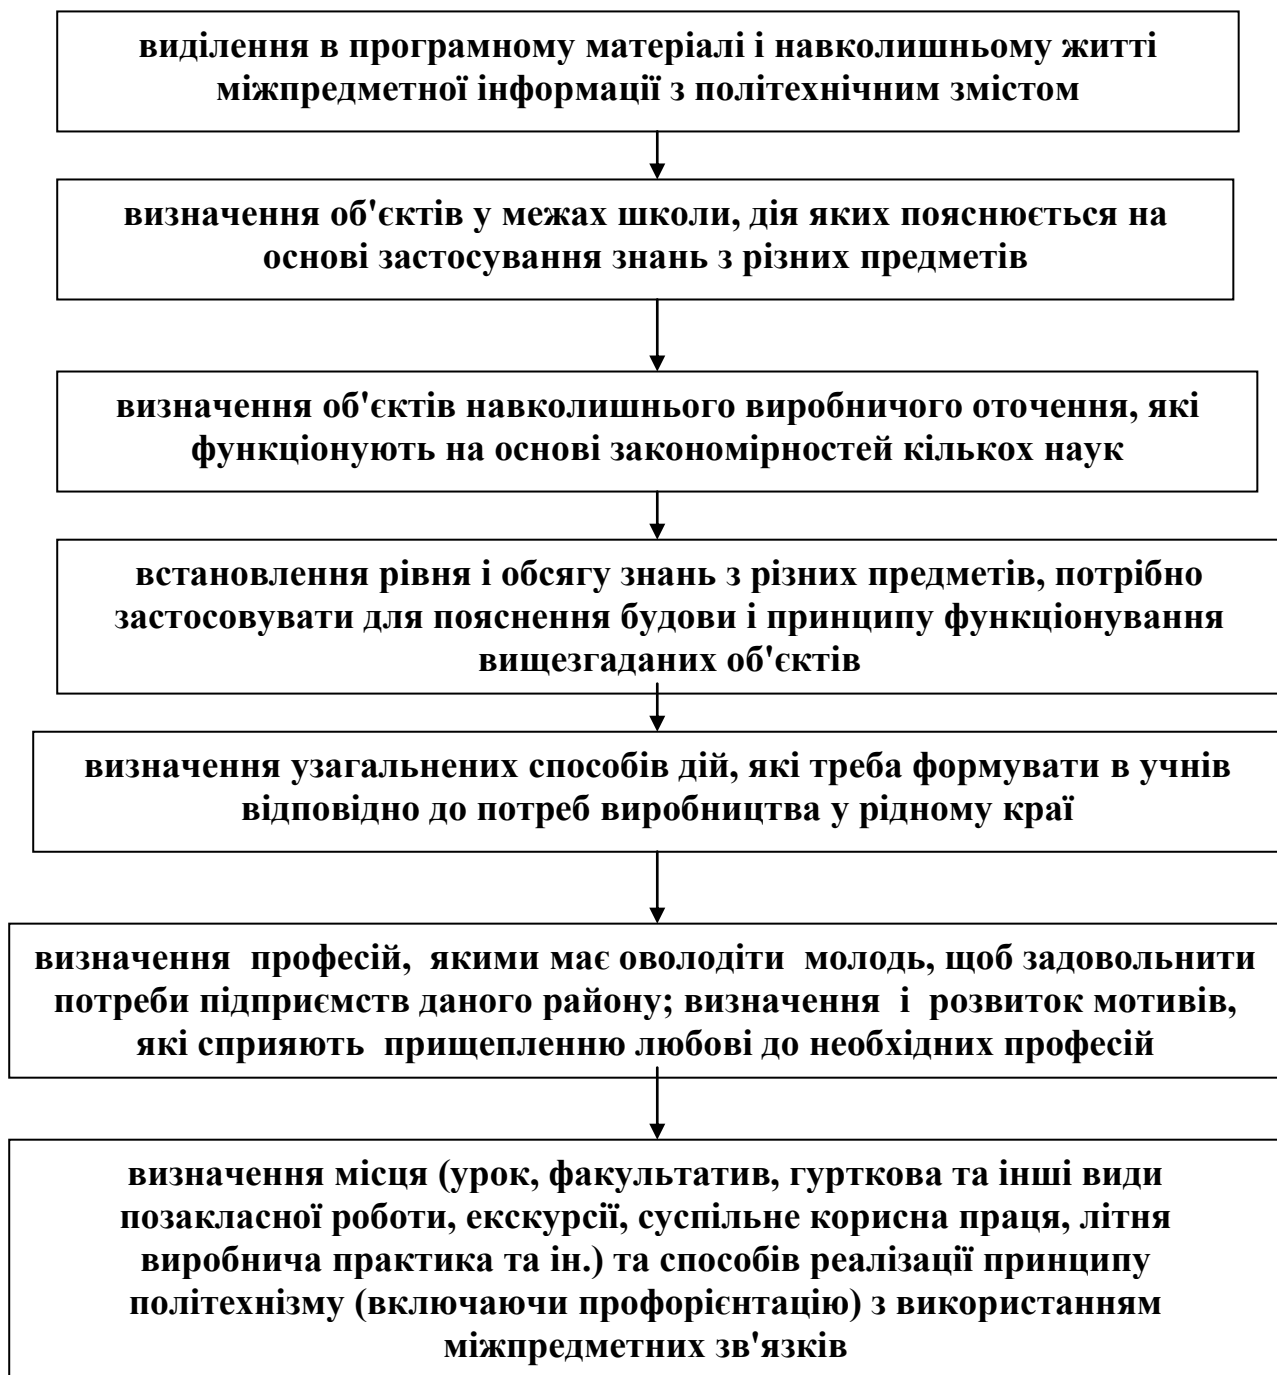 виділення в програмному матеріалі і навколишньому житті
міжпредметної інформації з політехнічним змістом
визначення об'єктів у межах школи, дія яких пояснюється на
основі застосування знань з різних предметів
визначення об'єктів навколишнього виробничого оточення, які
функціонують на основі закономірностей кількох наук
встановлення рівня і обсягу знань з різних предметів, потрібно
застосовувати для пояснення будови і принципу функціонування
вищезгаданих об'єктів
визначення узагальнених способів дій, які треба формувати в учнів
відповідно до потреб виробництва у рідному краї
визначення професій, якими має оволодіти молодь, щоб задовольнити
потреби підприємств даного району; визначення і розвиток мотивів,
які сприяють прищепленню любові до необхідних професій
визначення місця (урок, факультатив, гурткова та інші види
позакласної роботи, екскурсії, суспільне корисна праця, літня
виробнича практика та ін.) та способів реалізації принципу
політехнізму (включаючи профорієнтацію) з використанням
міжпредметних зв'язків